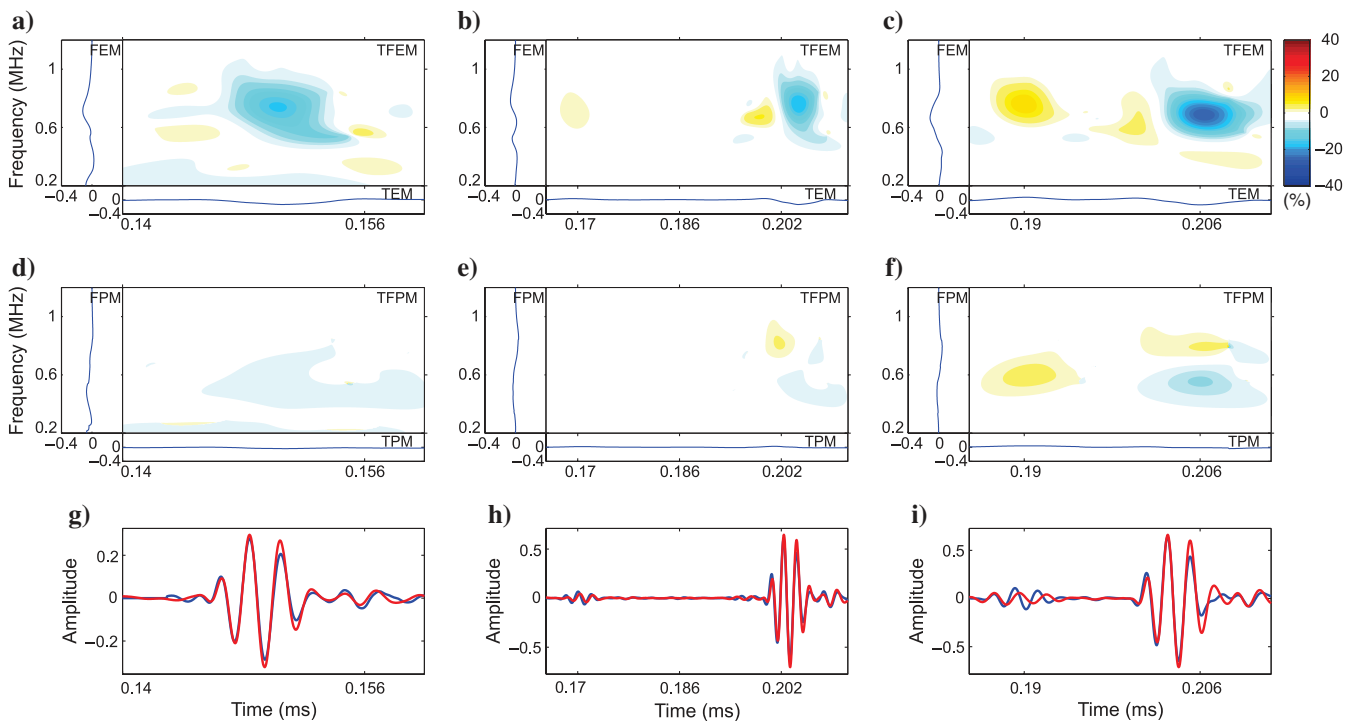 a) b) c)
FEM TFEM FEM TFEM FEM TFEM
Frequency (MHz)
1 1 1
0.6 0.6 0.6
0.2 0.2 0.2
−0.4 0 0 TEM −0.4 0 0 TEM −0.4 0 0 TEM
−0.4 −0.4 −0.4
0.14 0.156 0.17 0.186 0.202 0.19 0.206
40
20
0
−20
−40
(%)
d) e) f)
FPM TFPM FPM TFPM FPM TFPM
Frequency (MHz)
1 1 1
0.6 0.6 0.6
0.2 0.2 0.2
−0.4 0 0 TPM −0.4 0 0 TPM −0.4 0 0 TPM
−0.4 −0.4 −0.4
0.14 0.156 0.17 0.186 0.202 0.19 0.206
g) h) i)
Amplitude Amplitude Amplitude
0.2 0.5 0.5
0 0 0
−0.2 −0.5 −0.5
0.14 0.156 0.17 0.186 0.202 0.19 0.206
Time (ms) Time (ms) Time (ms)